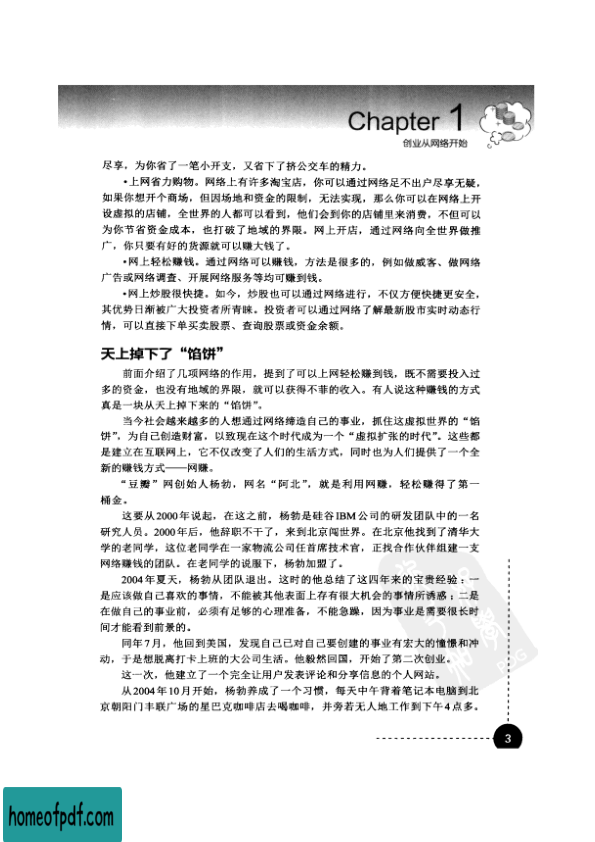 Chapter 1
创业从网络开始
尽享，为你省了一笔小开支，又省下了挤公交车的精力。
•上网省力购物。网络上有许多淘宝店，你可以通过网络足不出户尽享无疑，
如果你想开个商场，但因场地和资金的限制，无法实现，那么你可以在网络上开
设虚拟的店铺，全世界的人都可以看到，他们会到你的店铺里来消费，不但可以
为你节省资金成本，也打破了地域的界限。网上开店，通过网络向全世界做推
广，你只要有好的货源就可以赚大钱了。
•网上轻松赚钱。通过网络可以赚钱，方法是很多的，例如做威客、做网络
广告或网络调查、开展网络服务等均可赚到钱。
•网上炒股很快捷。如今，炒股也可以通过网络进行，不仅方便快捷更安全，
其优势日渐被广大投资者所青睐。投资者可以通过网络了解最新股市实时动态行
情，可以直接下单买卖股票、查询股票或资金余额。
天上掉下了“馅饼”
前面介绍了几项网络的作用，提到了可以上网轻松赚到钱，既不需要投入过
多的资金，也没有地域的界限，就可以获得不菲的收入。有人说这种赚钱的方式
真是一块从天上掉下来的“馅饼”。
当今社会越来越多的人想通过网络缔造自己的事业，抓住这虚拟世界的“馅
饼”，为自己创造财富，以致现在这个时代成为一个“虚拟扩张的时代”。这些都
是建立在互联网上，它不仅改变了人们的生活方式，同时也为人们提供了一个全
新的赚钱方式——网赚。
“豆瓣”网创始人杨勃，网名“阿北”，就是利用网赚，轻松赚得了第一
桶金。
这要从2000年说起，在这之前，杨勃是硅谷IBM公司的研发团队中的一名
研究人员。2000年后，他辞职不干了，来到北京闯世界。在北京他找到了清华大
学的老同学，这位老同学在一家物流公司任首席技术官，正找合作伙伴组建一支
网络赚钱的团队。在老同学的说服下，杨勃加盟了。
2004年夏天，杨勃从团队退出。这时的他总结了这四年来的宝贵经验：一
是应该做自己喜欢的事情，不能被其他表面上存有很大机会的事情所诱惑；二是
在做自己的事业前，必须有足够的心理准备，不能急躁，因为事业是需要很长时
间才能看到前景的。
同年7月，他回到美国，发现自己已对自己要创建的事业有宏大的憧憬和冲
动，于是想脱离打卡上班的大公司生活。他毅然回国，开始了第二次创业。
这一次，他建立了一个完全让用户发表评论和分享信息的个人网站。
从2004年10月开始，杨勃养成了一个习惯，每天中午背着笔记本电脑到北
京朝阳门丰联广场的星巴克咖啡店去喝咖啡，并旁若无人地工作到下午4点多。
3
homeofpdf.com